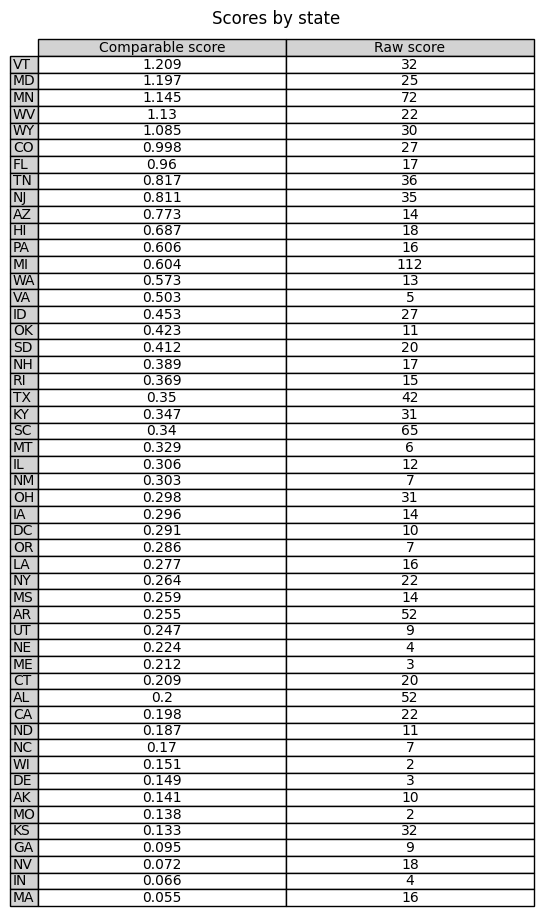 Scores by state
Comparable score Raw score
VT 1.209 32
MD 1.197 25
MN 1.145 72
WV 1.13 22
WY 1.085 30
CO 0.998 27
FL 0.96 17
TN 0.817 36
NJ 0.811 35
AZ 0.773 14
HI 0.687 18
PA 0.606 16
MI 0.604 112
WA 0.573 13
VA 0.503 5
ID 0.453 27
OK 0.423 11
SD 0.412 20
NH 0.389 17
RI 0.369 15
TX 0.35 42
KY 0.347 31
SC 0.34 65
MT 0.329 6
IL 0.306 12
NM 0.303 7
OH 0.298 31
IA 0.296 14
DC 0.291 10
OR 0.286 7
LA 0.277 16
NY 0.264 22
MS 0.259 14
AR 0.255 52
UT 0.247 9
NE 0.224 4
ME 0.212 3
CT 0.209 20
AL 0.2 52
CA 0.198 22
ND 0.187 11
NC 0.17 7
WI 0.151 2
DE 0.149 3
AK 0.141 10
MO 0.138 2
KS 0.133 32
GA 0.095 9
NV 0.072 18
IN 0.066 4
MA 0.055 16